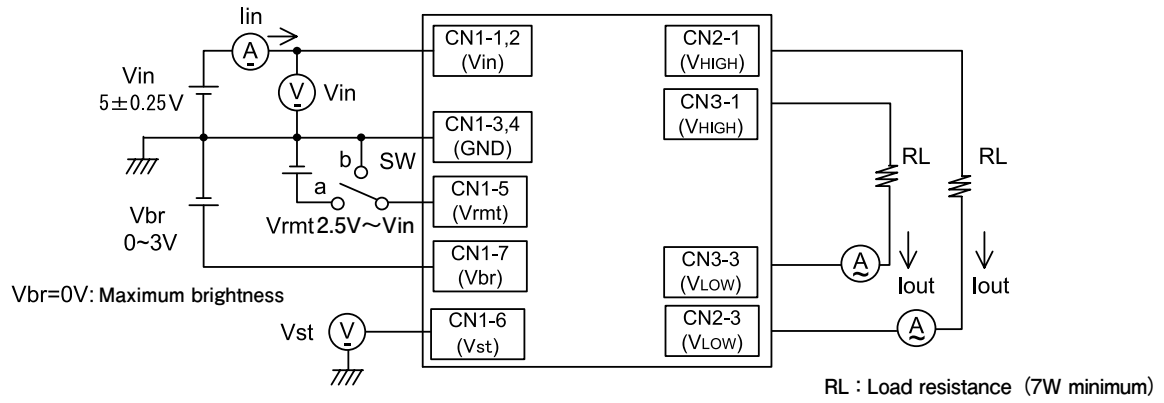 Iin
A
Vin
5±0.25V
V
Vin
CN1-1,2
(Vin)
CN1-3,4
(GND)
b
SW
a
Vrmt 2.5V～Vin
CN1-5
(Vrmt)
Vbr
0~3V
CN1-7
(Vbr)
Vbr=0V: Maximum brightness
Vst
V
CN1-6
(Vst)
CN2-1
(VHIGH)
CN3-1
(VHIGH)
RL
RL
CN3-3
(VLOW)
A
Iout
Iout
CN2-3
(VLOW)
A
RL : Load resistance (7W minimum)